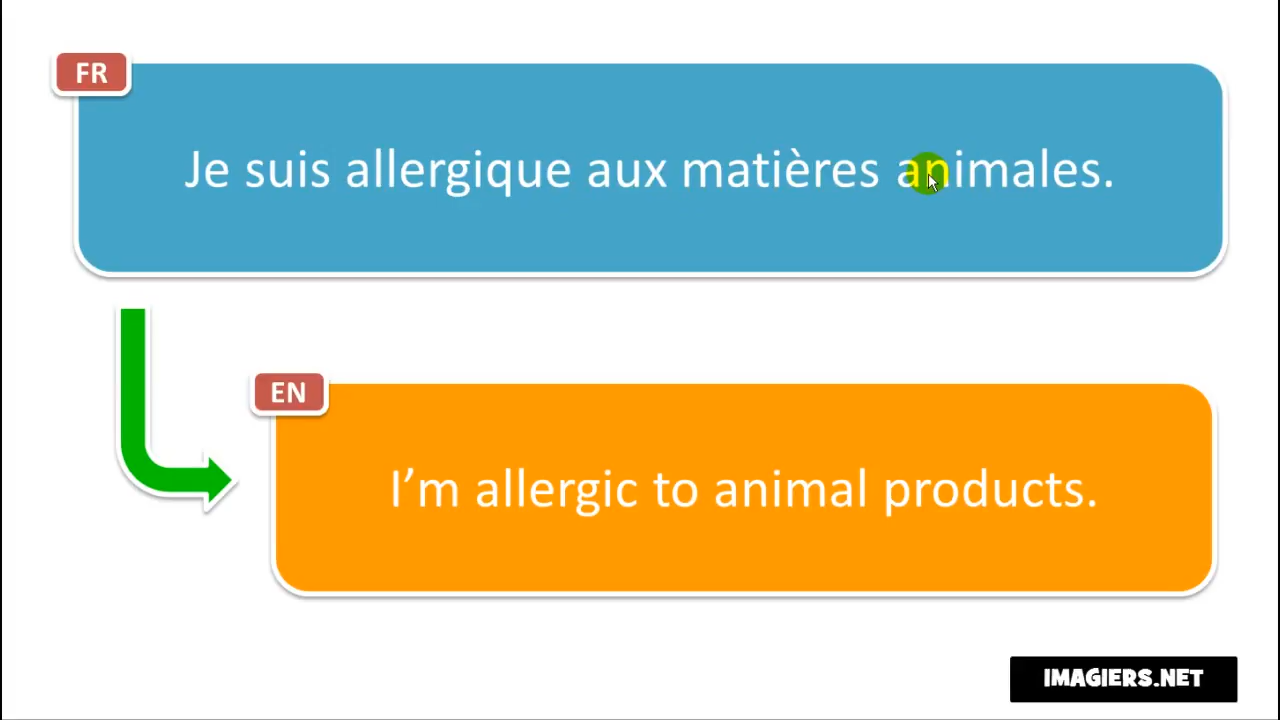 FR
Je suis allergique aux matières animales.
EN
I’m allergic to animal products.
IMAGIERS.NET